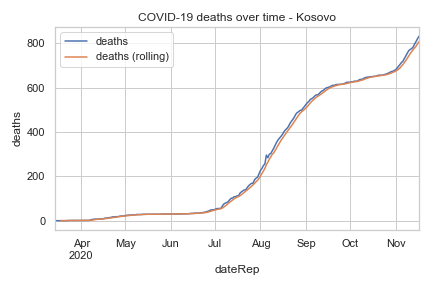 COVID-19 deaths over time - Kosovo
deaths
deaths (rolling)
800
600
400
200
0
deaths
Apr May Jun Jul Aug Sep Oct Nov
2020
dateRep